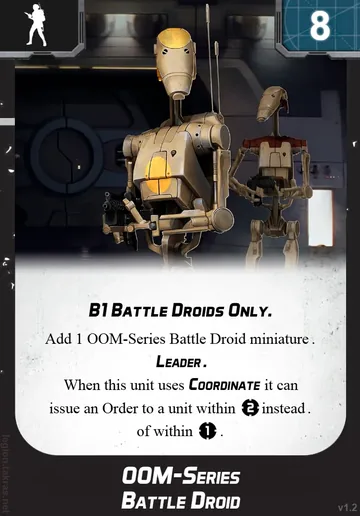 8
B1 Battle Droids Only.
Add 1 OOM-Series Battle Droid miniature.
Leader.
When this unit uses Coordinate it can
issue an Order to a unit within 2 instead.
of within 1.
OOM-Series
Battle Droid
v1.2